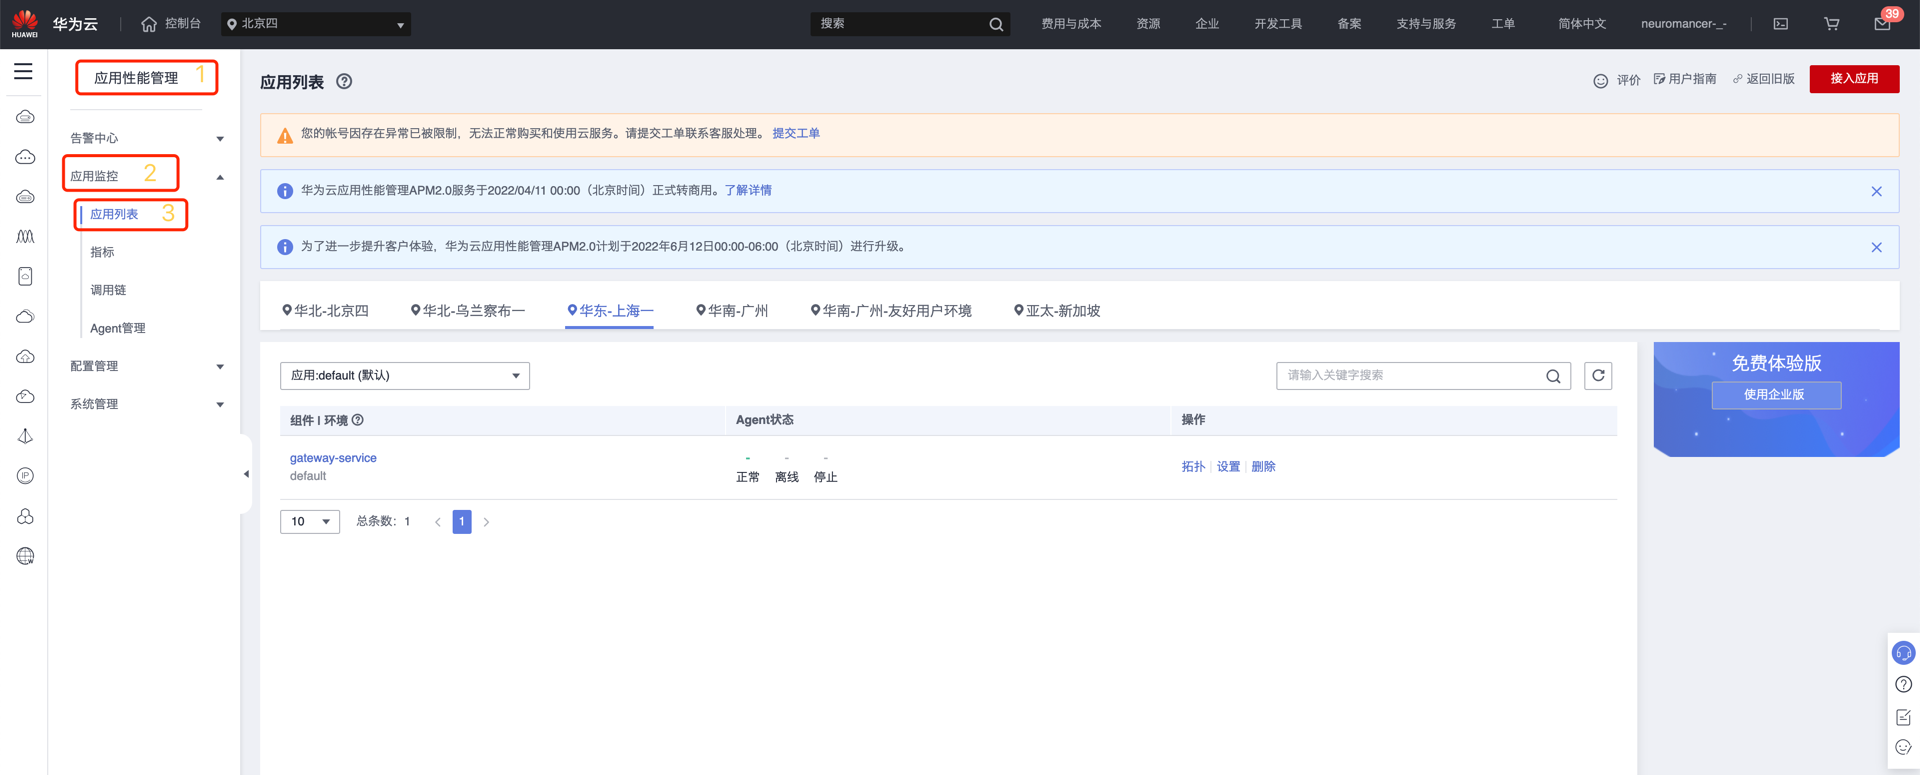 HUAWEI
华为云
控制台
北京四
搜索
费用与成本
资源
企业
开发工具
备案
支持与服务
工单
简体中文
neuromancer-_-
39
应用性能管理 1
告警中心
应用监控 2
应用列表 3
指标
调用链
Agent管理
配置管理
系统管理
应用列表
评价
用户指南
返回旧版
接入应用
您的帐号因存在异常已被限制，无法正常购买和使用云服务。请提交工单联系客服处理。 提交工单
华为云应用性能管理APM2.0服务于2022/04/11 00:00（北京时间）正式转商用。了解详情
为了进一步提升客户体验，华为云应用性能管理APM2.0计划于2022年6月12日00:00-06:00（北京时间）进行升级。
华北-北京四
华北-乌兰察布一
华东-上海一
华南-广州
华南-广州-友好用户环境
亚太-新加坡
应用:default (默认)
请输入关键字搜索
组件 | 环境
Agent状态
操作
gateway-service
default
- - -
正常 离线 停止
拓扑 | 设置 | 删除
10
总条数：1
1
免费体验版
使用企业版